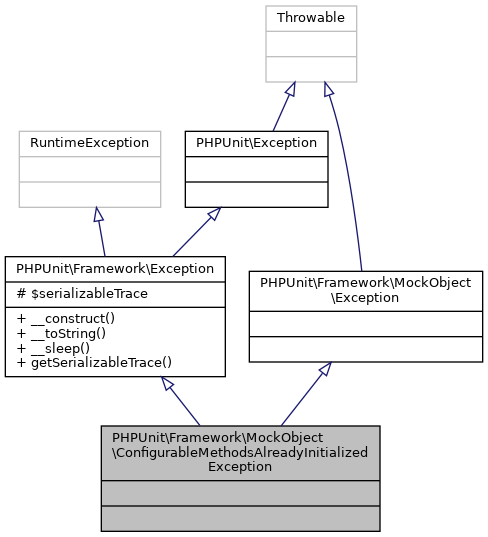 Throwable
RuntimeException
PHPUnit\Exception
PHPUnit\Framework\Exception
# $serializableTrace
+ __construct()
+ __toString()
+ __sleep()
+ getSerializableTrace()
PHPUnit\Framework\MockObject
\Exception
PHPUnit\Framework\MockObject
\ConfigurableMethodsAlreadyInitialized
Exception